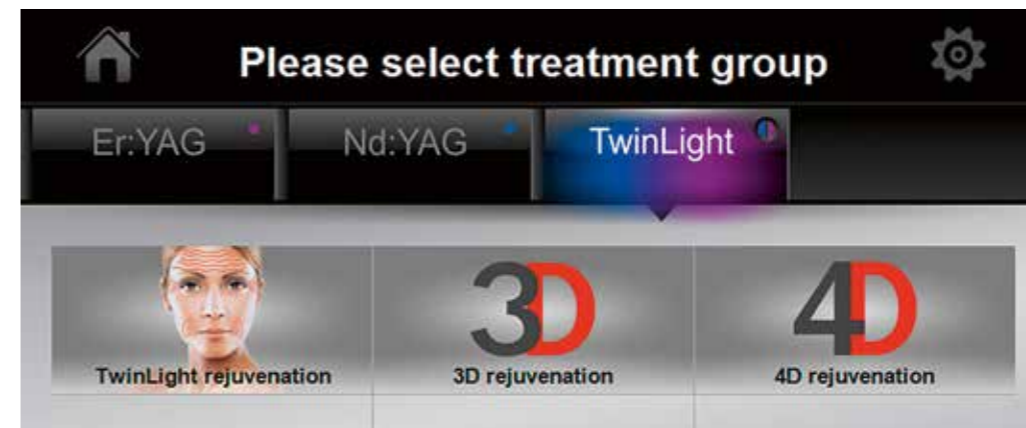 Please select treatment group
Er:YAG Nd:YAG TwinLight
3D 4D
TwinLight rejuvenation 3D rejuvenation 4D rejuvenation